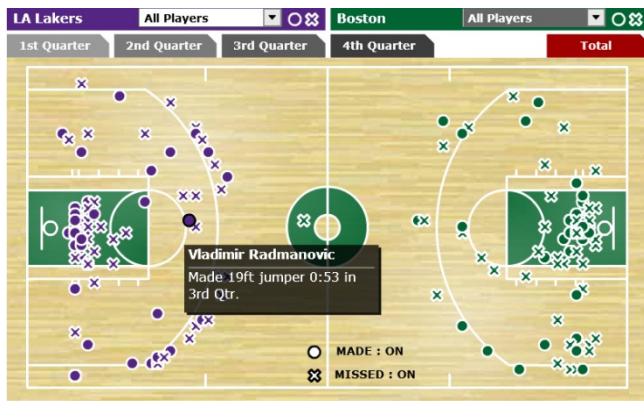 LA Lakers
All Players
Boston
All Players
1st Quarter
2nd Quarter
3rd Quarter
4th Quarter
Total
Vladimir Radmanovic
Made 19ft jumper 0:53 in
3rd Qtr.
MADE : ON
MISSED : ON